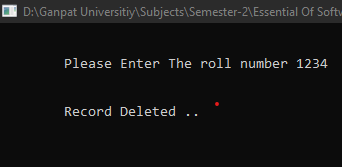 D:\Ganpat Universitiy\Subjects\Semester-2\Essential Of Softw
Please Enter The roll number 1234
Record Deleted ..